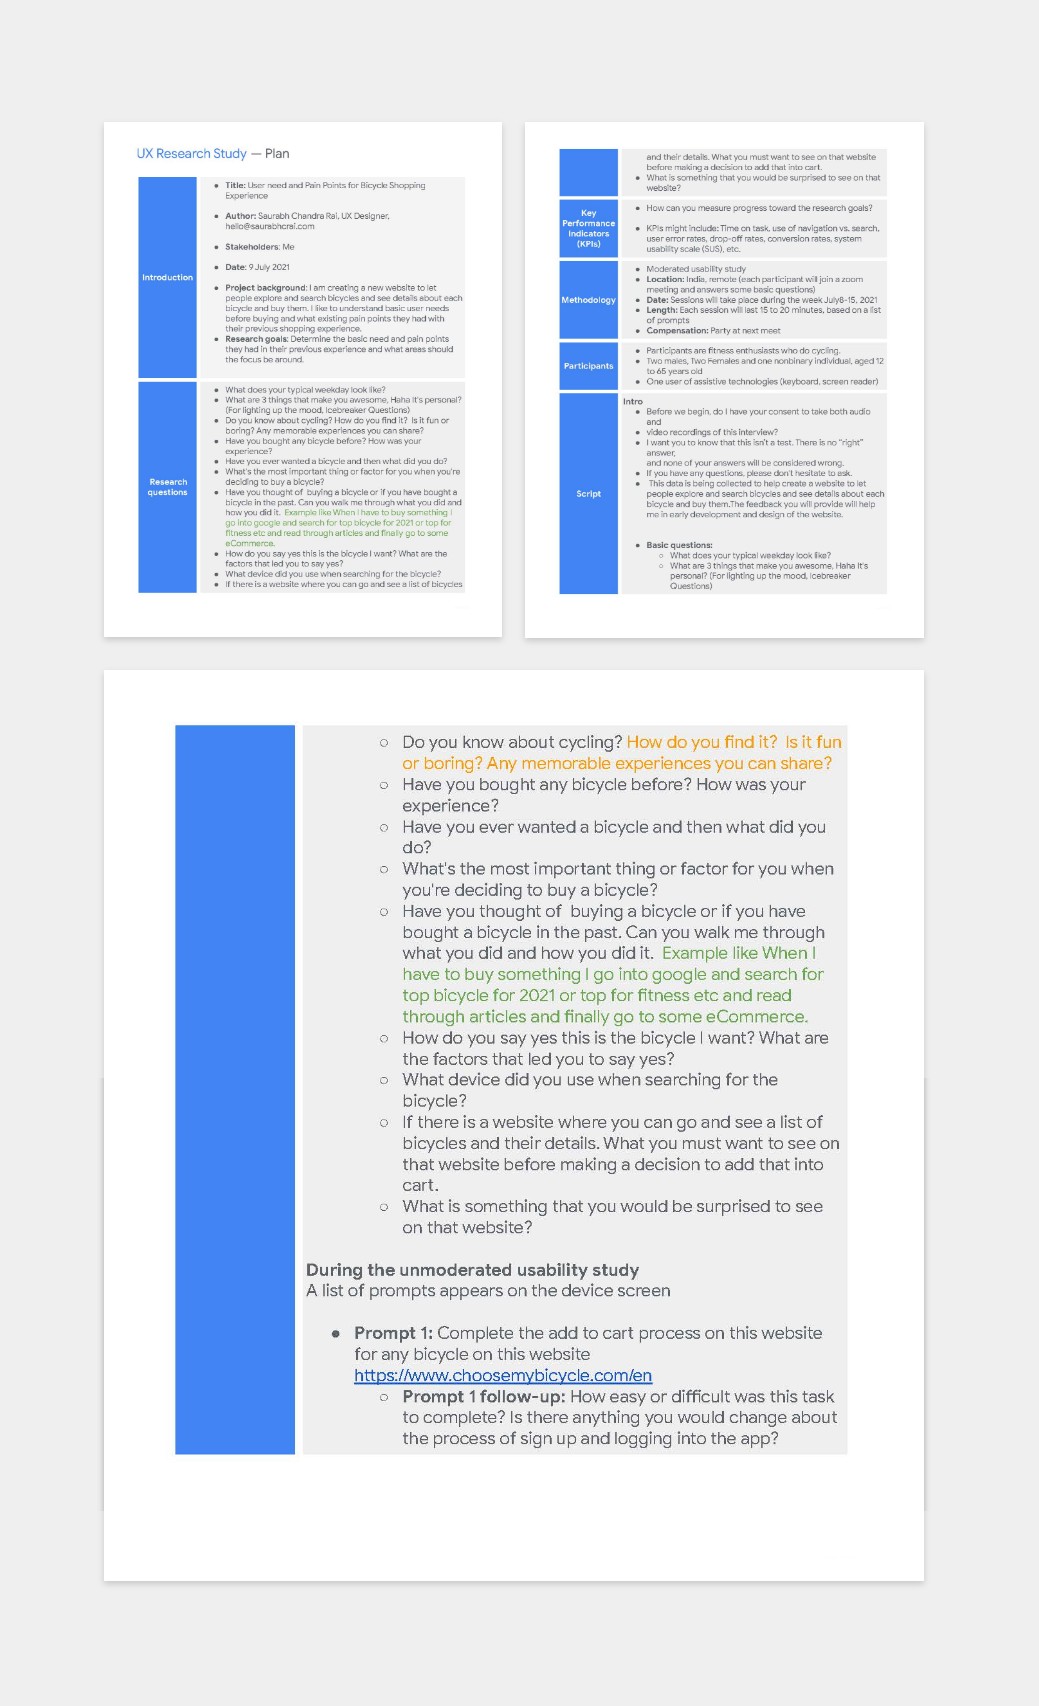 UX Research Study — Plan
Introduction
● Title: User need and Pain Points for Bicycle Shopping
Experience
● Author: Saurabh Chandra Rai, UX Designer,
hello@saurabhcrai.com
● Stakeholders: Me
● Date: 9 July 2021
● Project background: I am creating a new website to let
people explore and search bicycles and see details about each
bicycle and buy them. I like to understand basic user needs
before buying and what existing pain points they had with
their previous shopping experience.
● Research goals: Determine the basic need and pain points
they had in their previous experience and what areas should
the focus be around.
Research
questions
● What does your typical weekday look like?
● What are 3 things that make you awesome, Haha It's personal?
(For lighting up the mood, Icebreaker Questions)
● Do you know about cycling? How do you find it?  Is it fun or
boring? Any memorable experiences you can share?
● Have you bought any bicycle before? How was your
experience?
● Have you ever wanted a bicycle and then what did you do?
● What's the most important thing or factor for you when you're
deciding to buy a bicycle?
● Have you thought of  buying a bicycle or if you have bought a
bicycle in the past. Can you walk me through what you did and
how you did it.  Example like When I have to buy something I
go into google and search for top bicycle for 2021 or top for
fitness etc and read through articles and finally go to some
eCommerce.
● How do you say yes this is the bicycle I want? What are the
factors that led you to say yes?
● What device did you use when searching for the bicycle?
● If there is a website where you can go and see a list of bicycles
and their details. What you must want to see on that website
before making a decision to add that into cart.
● What is something that you would be surprised to see on that
website?
Key
Performance
Indicators
(KPIs)
● How can you measure progress toward the research goals?
● KPIs might include: Time on task, use of navigation vs. search,
user error rates, drop-off rates, conversion rates, system
usability scale (SUS), etc.
Methodology
● Moderated usability study
● Location: India, remote (each participant will join a zoom
meeting and answers some basic questions)
● Date: Sessions will take place during the week July8-15, 2021
● Length: Each session will last 15 to 20 minutes, based on a list
of prompts
● Compensation: Party at next meet
Participants
● Participants are fitness enthusiasts who do cycling.
● Two males, Two Females and one nonbinary individual, aged 12
to 65 years old
● One user of assistive technologies (keyboard, screen reader)
Script
Intro
● Before we begin, do I have your consent to take both audio
and
● video recordings of this interview?
● I want you to know that this isn't a test. There is no "right"
answer,
and none of your answers will be considered wrong.
● If you have any questions, please don't hesitate to ask.
● This data is being collected to help create a website to let
people explore and search bicycles and see details about each
bicycle and buy them.The feedback you will provide will help
me in early development and design of the website.
● Basic questions:
○ What does your typical weekday look like?
○ What are 3 things that make you awesome, Haha It's
personal? (For lighting up the mood, Icebreaker
Questions)
○ Do you know about cycling? How do you find it?  Is it fun
or boring? Any memorable experiences you can share?
○ Have you bought any bicycle before? How was your
experience?
○ Have you ever wanted a bicycle and then what did you
do?
○ What's the most important thing or factor for you when
you're deciding to buy a bicycle?
○ Have you thought of  buying a bicycle or if you have
bought a bicycle in the past. Can you walk me through
what you did and how you did it.  Example like When I
have to buy something I go into google and search for
top bicycle for 2021 or top for fitness etc and read
through articles and finally go to some eCommerce.
○ How do you say yes this is the bicycle I want? What are
the factors that led you to say yes?
○ What device did you use when searching for the
bicycle?
○ If there is a website where you can go and see a list of
bicycles and their details. What you must want to see on
that website before making a decision to add that into
cart.
○ What is something that you would be surprised to see
on that website?
During the unmoderated usability study
A list of prompts appears on the device screen
● Prompt 1: Complete the add to cart process on this website
for any bicycle on this website
https://www.choosemybicycle.com/en
○ Prompt 1 follow-up: How easy or difficult was this task
to complete? Is there anything you would change about
the process of sign up and logging into the app?